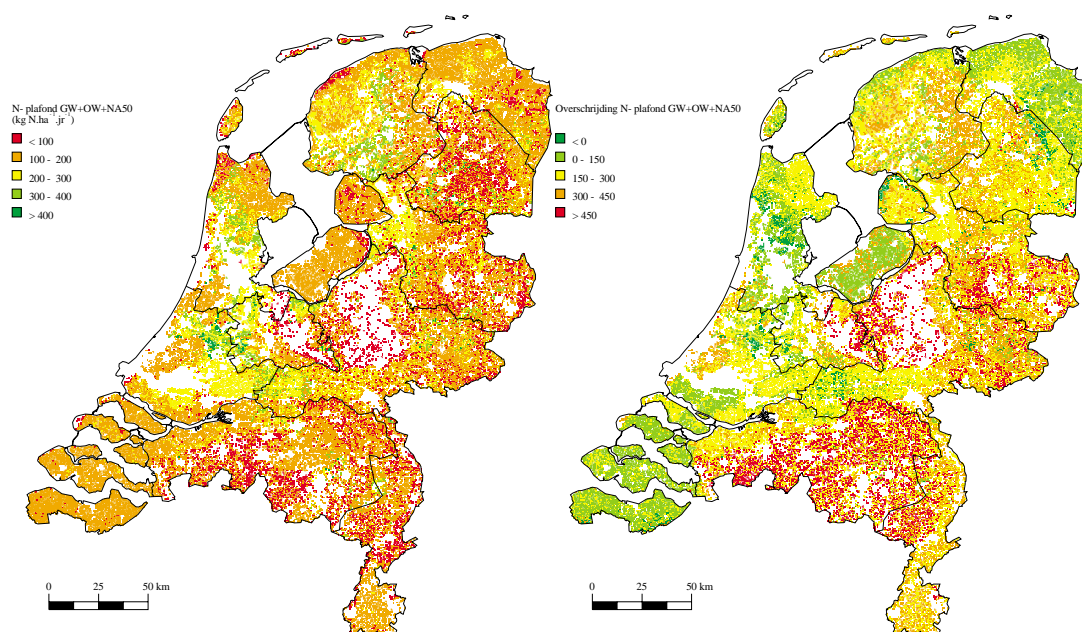 N- plafond GW+OW+NA50
(kg N.ha⁻¹.jr⁻¹)
< 100
100 - 200
200 - 300
300 - 400
> 400
0 25 50 km
Overschrijding N- plafond GW+OW+NA50
< 0
0 - 150
150 - 300
300 - 450
> 450
0 25 50 km